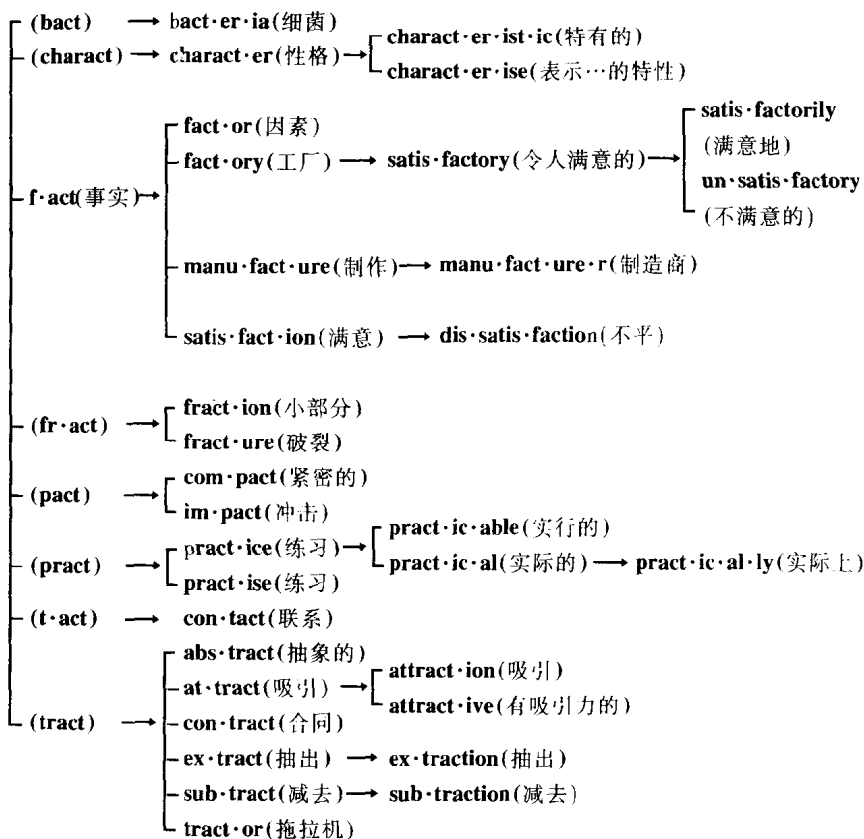 (bact) → bact·er·ia(细菌)
(charact) → charact·er(性格) → charact·er·ist·ic(特有的)
charact·er·ise(表示…的特性)
f·act(事实) → fact·or(因素)
fact·ory(工厂) → satis·factory(令人满意的) → satis·factorily
(满意地)
un·satis·factory
(不满意的)
manu·fact·ure(制作) → manu·fact·ure·r(制造商)
satis·fact·ion(满意) → dis·satis·faction(不平)
(fr·act) → fract·ion(小部分)
fract·ure(破裂)
(pact) → com·pact(紧密的)
im·pact(冲击)
(pract) → pract·ice(练习) → pract·ic·able(实行的)
pract·ic·al(实际的) → pract·ic·al·ly(实际上)
pract·ise(练习)
(t·act) → con·tact(联系)
(tract) → abs·tract(抽象的)
at·tract(吸引) → attract·ion(吸引)
attract·ive(有吸引力的)
con·tract(合同)
ex·tract(抽出) → ex·traction(抽出)
sub·tract(减去) → sub·traction(减去)
tract·or(拖拉机)